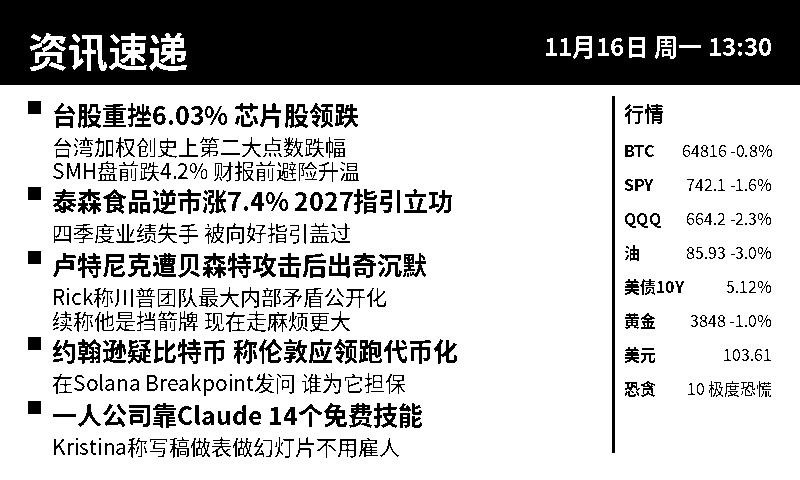 资讯速递
11月16日 周一 13:30
台股重挫6.03% 芯片股领跌
台湾加权创史上第二大点数跌幅
SMH盘前跌4.2% 财报前避险升温
泰森食品逆市涨7.4% 2027指引立功
四季度业绩失手 被向好指引盖过
卢特尼克遭贝森特攻击后出奇沉默
Rick称川普团队最大内部矛盾公开化
续称他是挡箭牌 现在走麻烦更大
约翰逊疑比特币 称伦敦应领跑代币化
在Solana Breakpoint发问 谁为它担保
一人公司靠Claude 14个免费技能
Kristina称写稿做表做幻灯片不用雇人
行情
BTC 64816 -0.8%
SPY 742.1 -1.6%
QQQ 664.2 -2.3%
油 85.93 -3.0%
美债10Y 5.12%
黄金 3848 -1.0%
美元 103.61
恐贪 10 极度恐慌